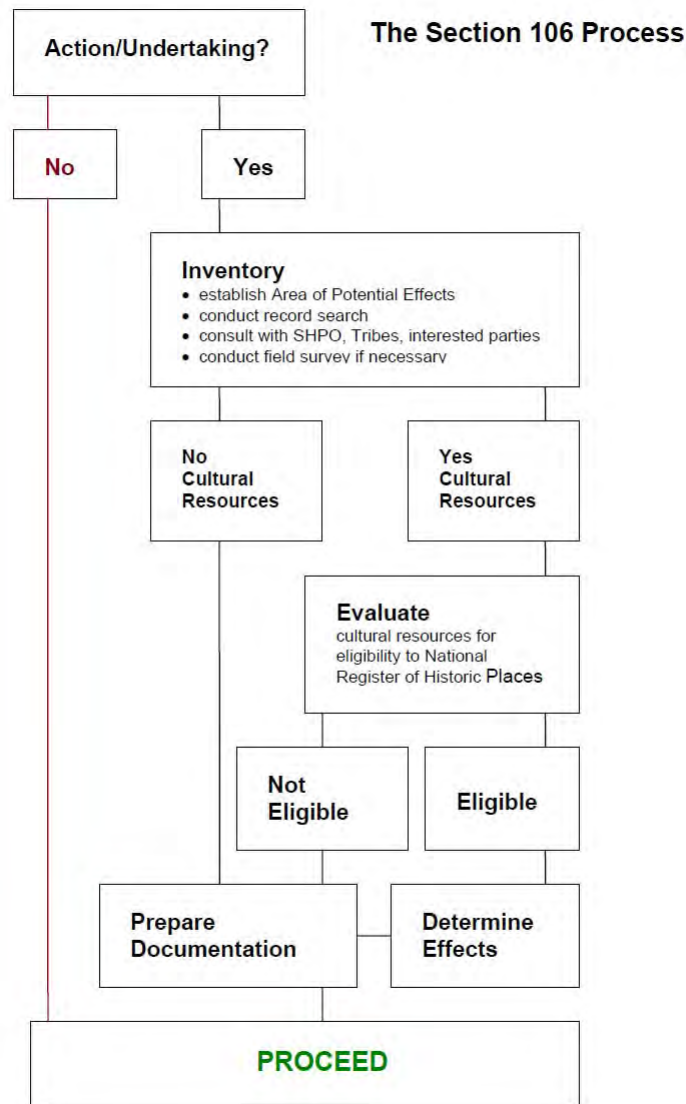 The Section 106 Process
Action/Undertaking?
No
Yes
Inventory
• establish Area of Potential Effects
• conduct record search
• consult with SHPO, Tribes, interested parties
• conduct field survey if necessary
No
Cultural
Resources
Yes
Cultural
Resources
Evaluate
cultural resources for
eligibility to National
Register of Historic Places
Not
Eligible
Eligible
Prepare
Documentation
Determine
Effects
PROCEED